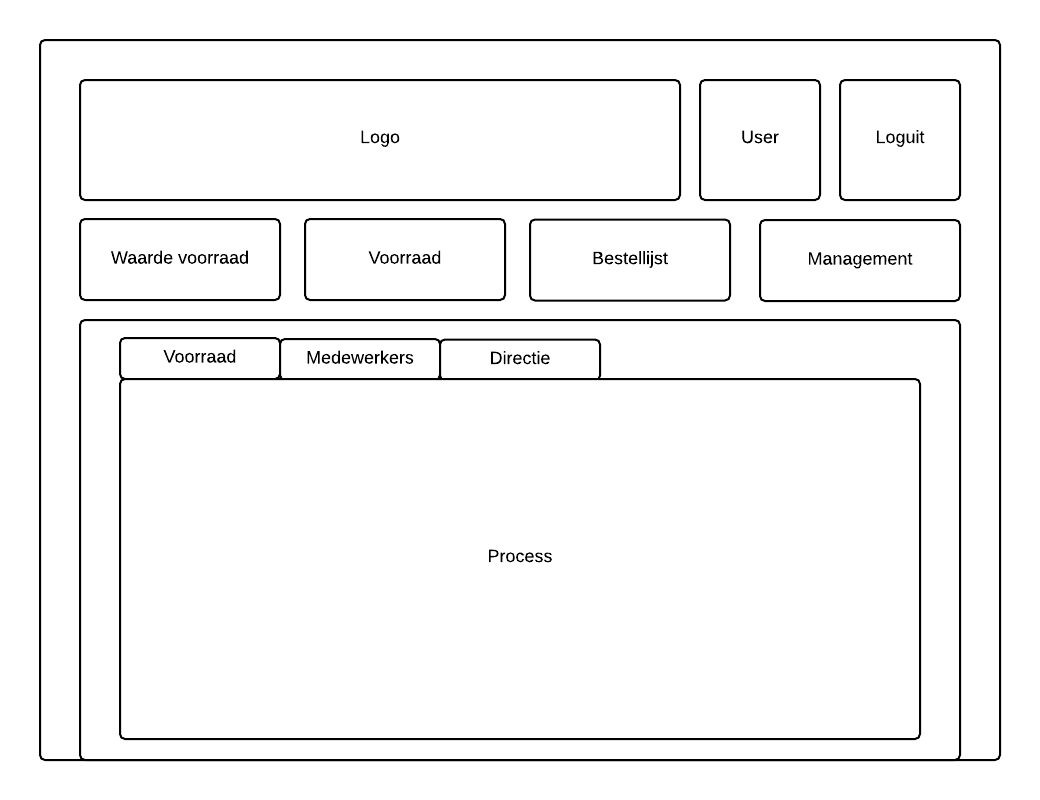 Logo
User
Loguit
Waarde voorraad
Voorraad
Bestellijst
Management
Voorraad
Medewerkers
Directie
Process